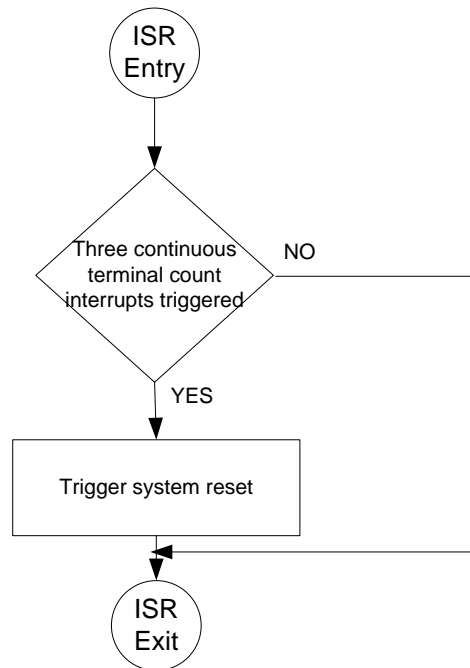 ISR
Entry
Three continuous
terminal count
interrupts triggered
NO
YES
Trigger system reset
ISR
Exit